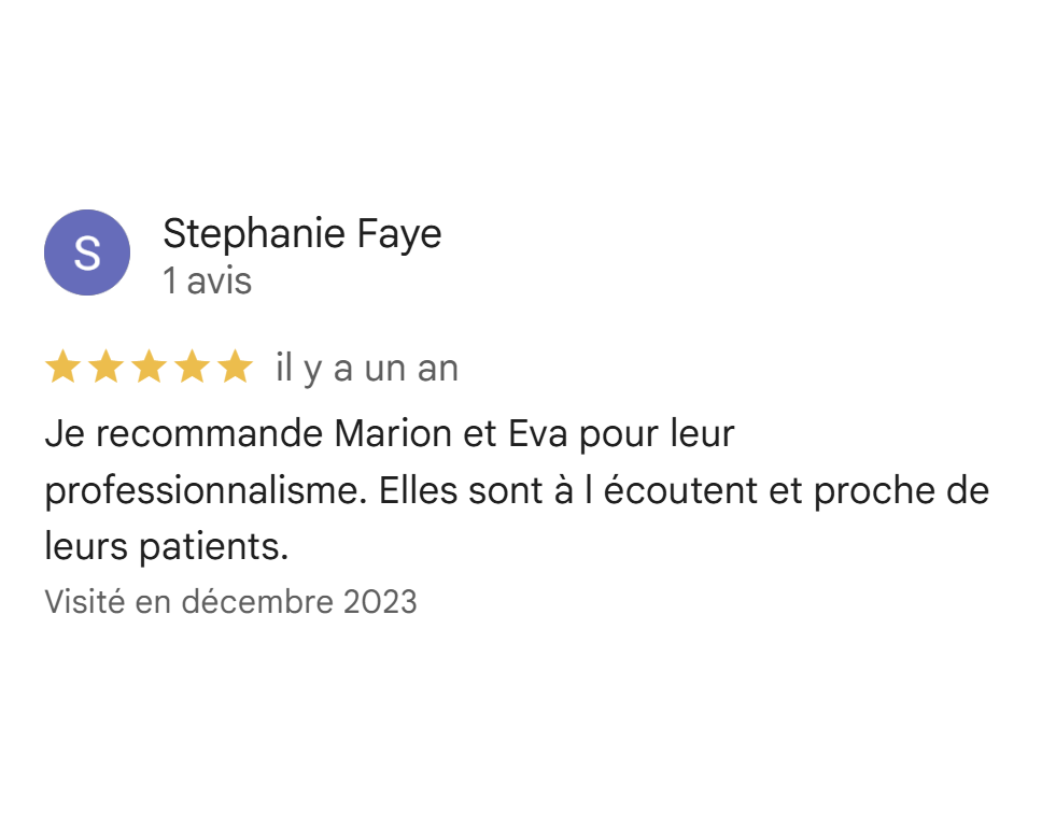 S
Stephanie Faye
1 avis
il y a un an
Je recommande Marion et Eva pour leur
professionnalisme. Elles sont à l écoutent et proche de
leurs patients.
Visité en décembre 2023